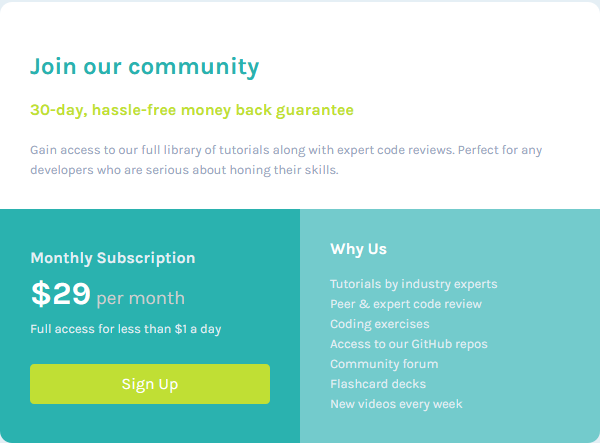 Join our community
30-day, hassle-free money back guarantee
Gain access to our full library of tutorials along with expert code reviews. Perfect for any
developers who are serious about honing their skills.
Monthly Subscription
$29 per month
Full access for less than $1 a day
Sign Up
Why Us
Tutorials by industry experts
Peer & expert code review
Coding exercises
Access to our GitHub repos
Community forum
Flashcard decks
New videos every week